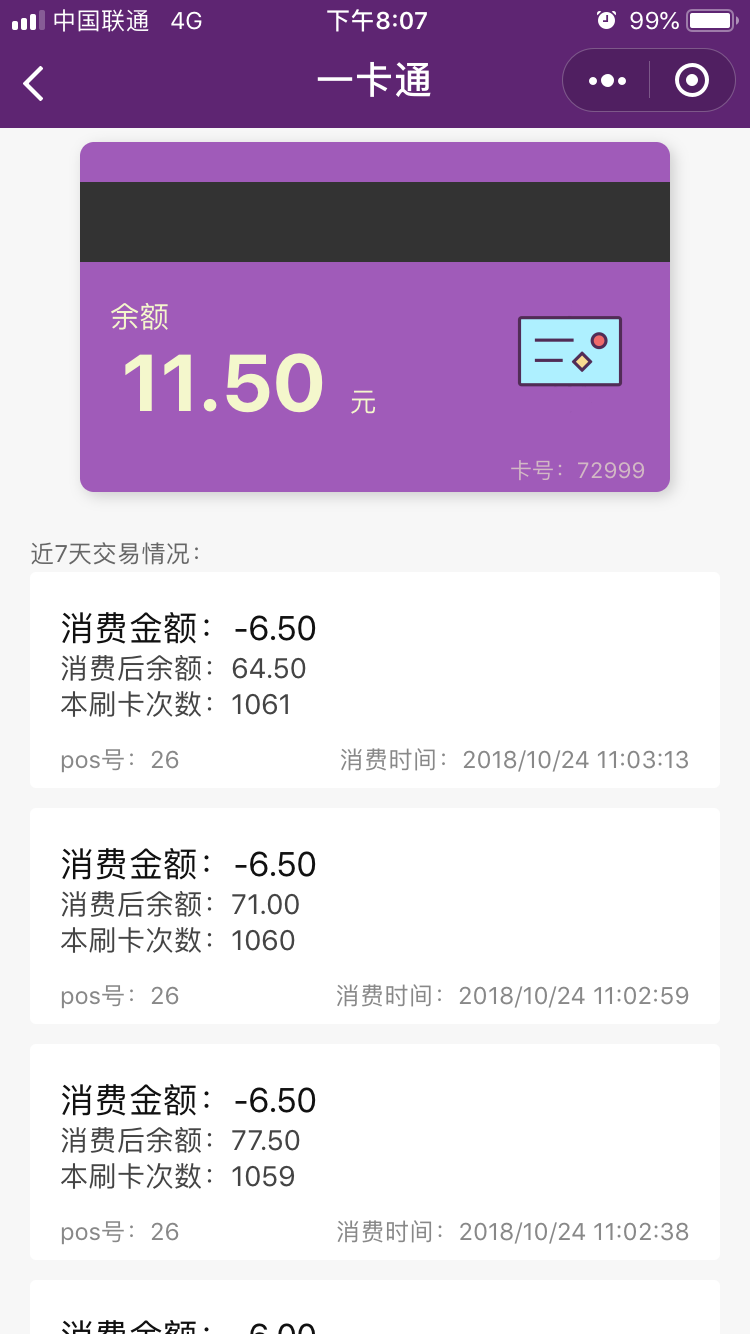 中国联通 4G 下午8:07 99%
一卡通
余额
11.50 元
卡号：72999
近7天交易情况：
消费金额：-6.50
消费后余额：64.50
本刷卡次数：1061
pos号：26 消费时间：2018/10/24 11:03:13
消费金额：-6.50
消费后余额：71.00
本刷卡次数：1060
pos号：26 消费时间：2018/10/24 11:02:59
消费金额：-6.50
消费后余额：77.50
本刷卡次数：1059
pos号：26 消费时间：2018/10/24 11:02:38
消费金额：-6.00